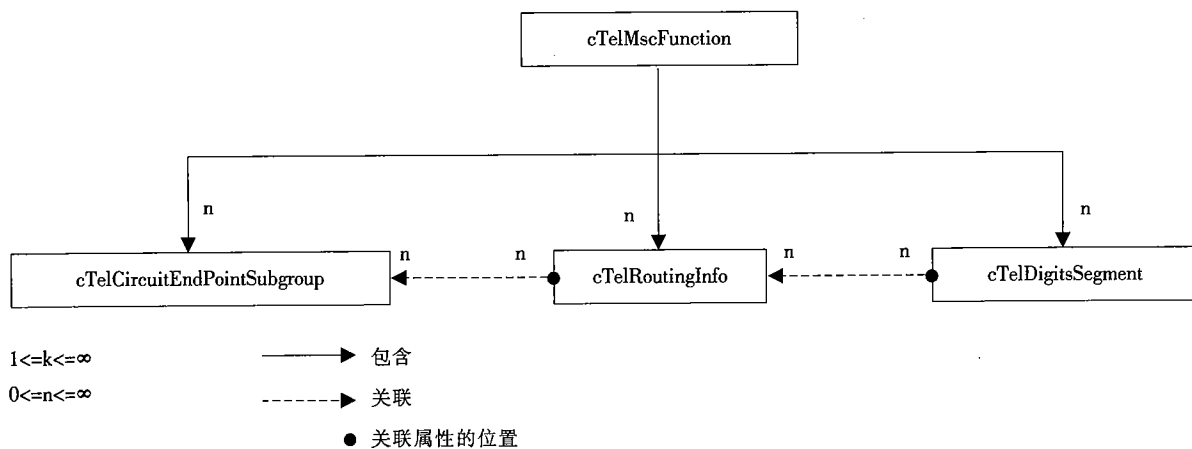 cTelMscFunction
n
n
n
cTelCircuitEndPointSubgroup
n
n
cTelRoutingInfo
n
n
cTelDigitsSegment
1<=k<=∞
包含
0<=n<=∞
关联
关联属性的位置